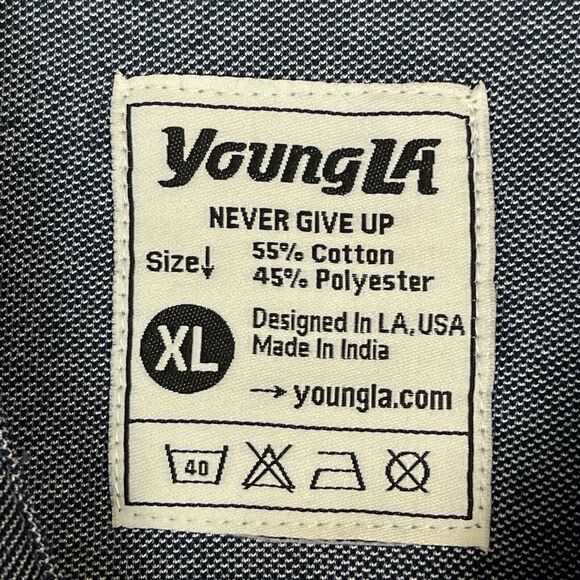 YoungLA
NEVER GIVE UP
Size↓
55% Cotton
45% Polyester
XL
Designed In LA, USA
Made In India
→youngla.com
40